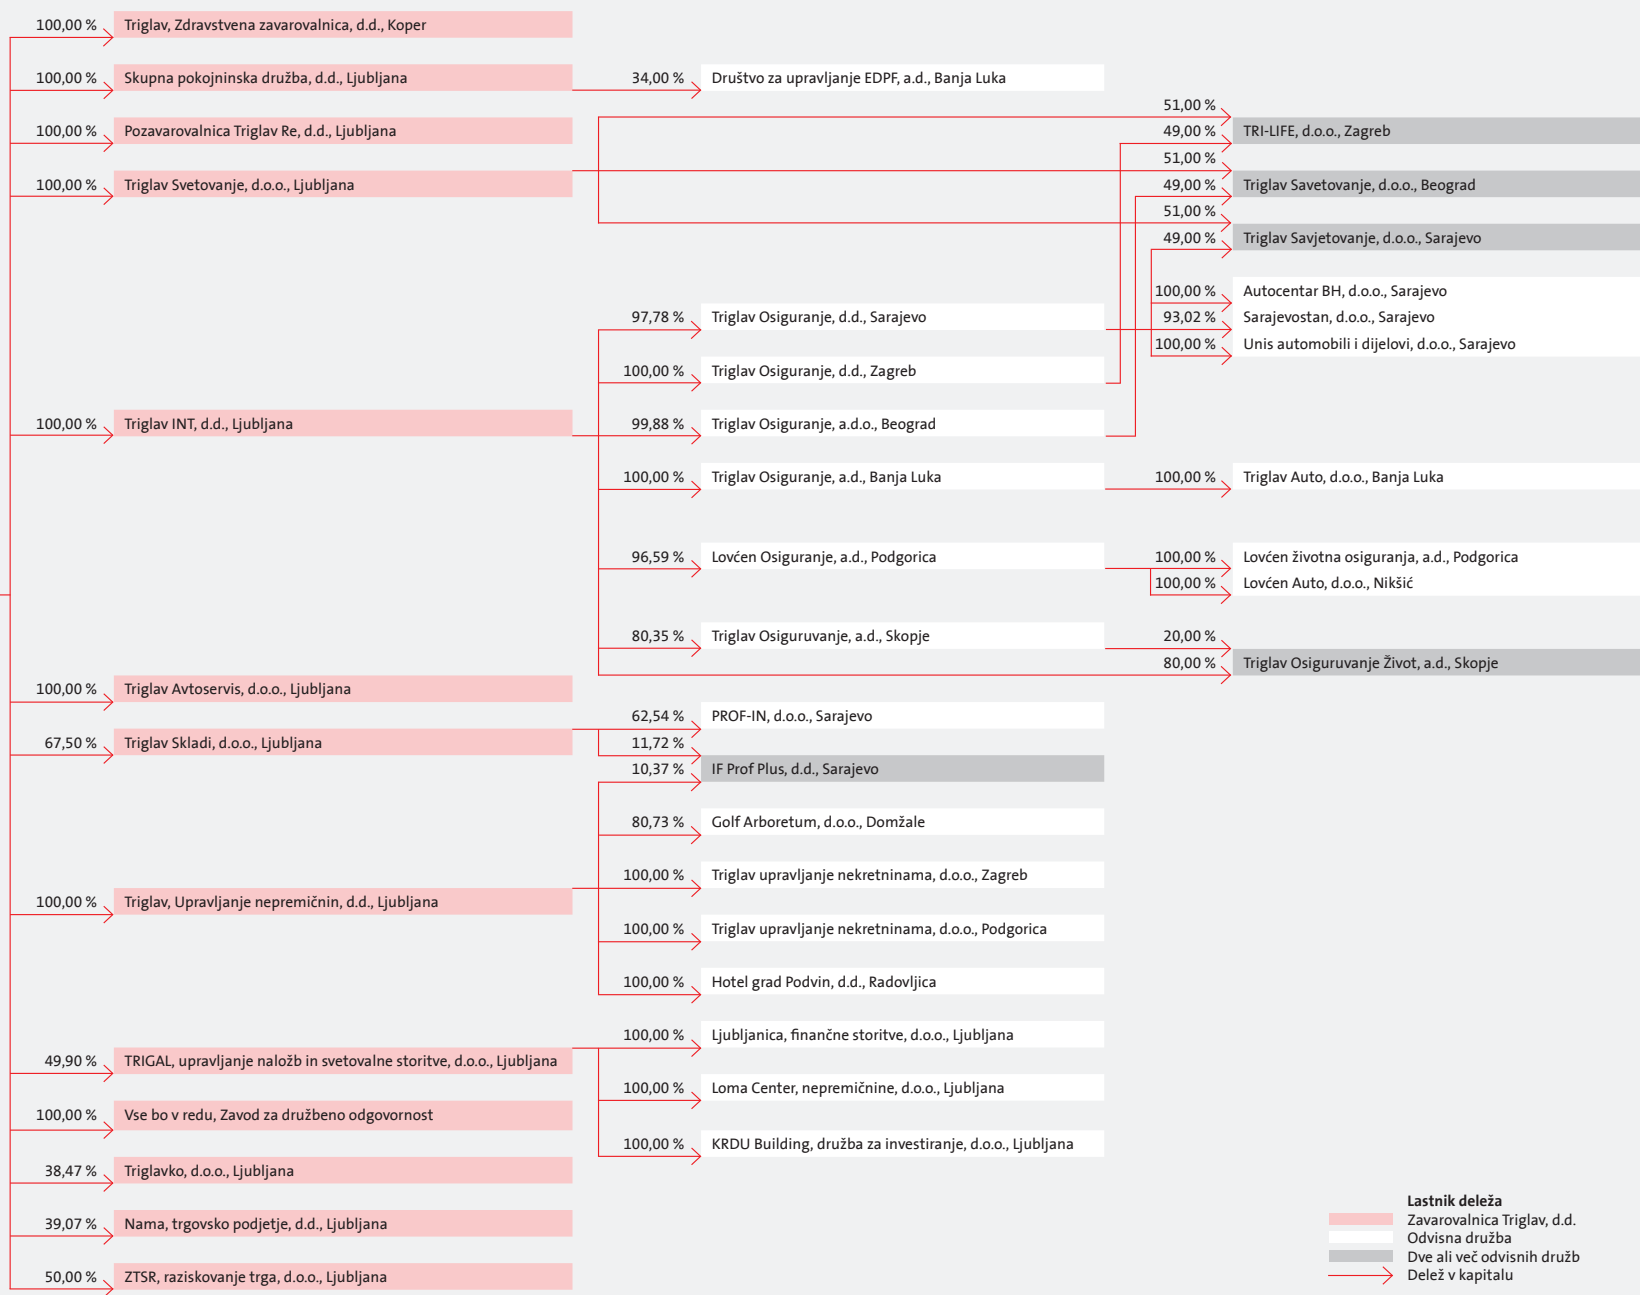 100,00 % Triglav, Zdravstvena zavarovalnica, d.d., Koper
100,00 % Skupna pokojninska družba, d.d., Ljubljana
34,00 % Društvo za upravljanje EDPF, a.d., Banja Luka
51,00 %
100,00 % Pozavarovalnica Triglav Re, d.d., Ljubljana
49,00 % TRI-LIFE, d.o.o., Zagreb
51,00 %
100,00 % Triglav Svetovanje, d.o.o., Ljubljana
49,00 % Triglav Savetovanje, d.o.o., Beograd
51,00 %
49,00 % Triglav Savjetovanje, d.o.o., Sarajevo
100,00 % Autocentar BH, d.o.o., Sarajevo
97,78 % Triglav Osiguranje, d.d., Sarajevo
93,02 % Sarajevostan, d.o.o., Sarajevo
100,00 % Unis automobili i dijelovi, d.o.o., Sarajevo
100,00 % Triglav Osiguranje, d.d., Zagreb
100,00 % Triglav INT, d.d., Ljubljana
99,88 % Triglav Osiguranje, a.d.o., Beograd
100,00 % Triglav Osiguranje, a.d., Banja Luka
100,00 % Triglav Auto, d.o.o., Banja Luka
96,59 % Lovćen Osiguranje, a.d., Podgorica
100,00 % Lovćen životna osiguranja, a.d., Podgorica
100,00 % Lovćen Auto, d.o.o., Nikšić
80,35 % Triglav Osiguruvanje, a.d., Skopje
20,00 %
80,00 % Triglav Osiguruvanje Život, a.d., Skopje
100,00 % Triglav Avtoservis, d.o.o., Ljubljana
62,54 % PROF-IN, d.o.o., Sarajevo
67,50 % Triglav Skladi, d.o.o., Ljubljana
11,72 %
10,37 % IF Prof Plus, d.d., Sarajevo
80,73 % Golf Arboretum, d.o.o., Domžale
100,00 % Triglav upravljanje nekretninama, d.o.o., Zagreb
100,00 % Triglav, Upravljanje nepremičnin, d.d., Ljubljana
100,00 % Triglav upravljanje nekretninama, d.o.o., Podgorica
100,00 % Hotel grad Podvin, d.d., Radovljica
100,00 % Ljubljanica, finančne storitve, d.o.o., Ljubljana
49,90 % TRIGAL, upravljanje naložb in svetovalne storitve, d.o.o., Ljubljana
100,00 % Loma Center, nepremičnine, d.o.o., Ljubljana
100,00 % Vse bo v redu, Zavod za družbeno odgovornost
100,00 % KRDU Building, družba za investiranje, d.o.o., Ljubljana
38,47 % Triglavko, d.o.o., Ljubljana
39,07 % Nama, trgovsko podjetje, d.d., Ljubljana
50,00 % ZTSR, raziskovanje trga, d.o.o., Ljubljana
Lastnik deleža
Zavarovalnica Triglav, d.d.
Odvisna družba
Dve ali več odvisnih družb
Delež v kapitalu